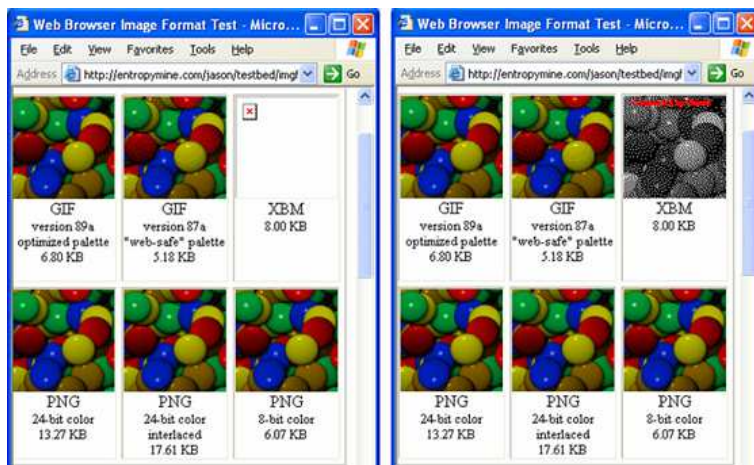 Web Browser Image Format Test - Micro...
File Edit View Favorites Tools Help
Address http://entropymine.com/jason/testbed/imgf Go
GIF
version 89a
optimized palette
6.80 KB
GIF
version 87a
"web-safe" palette
5.18 KB
XBM
8.00 KB
PNG
24-bit color
13.27 KB
PNG
24-bit color
interlaced
17.61 KB
PNG
8-bit color
6.07 KB
Web Browser Image Format Test - Micro...
File Edit View Favorites Tools Help
Address http://entropymine.com/jason/testbed/imgf Go
GIF
version 89a
optimized palette
6.80 KB
GIF
version 87a
"web-safe" palette
5.18 KB
XBM
8.00 KB
PNG
24-bit color
13.27 KB
PNG
24-bit color
interlaced
17.61 KB
PNG
8-bit color
6.07 KB